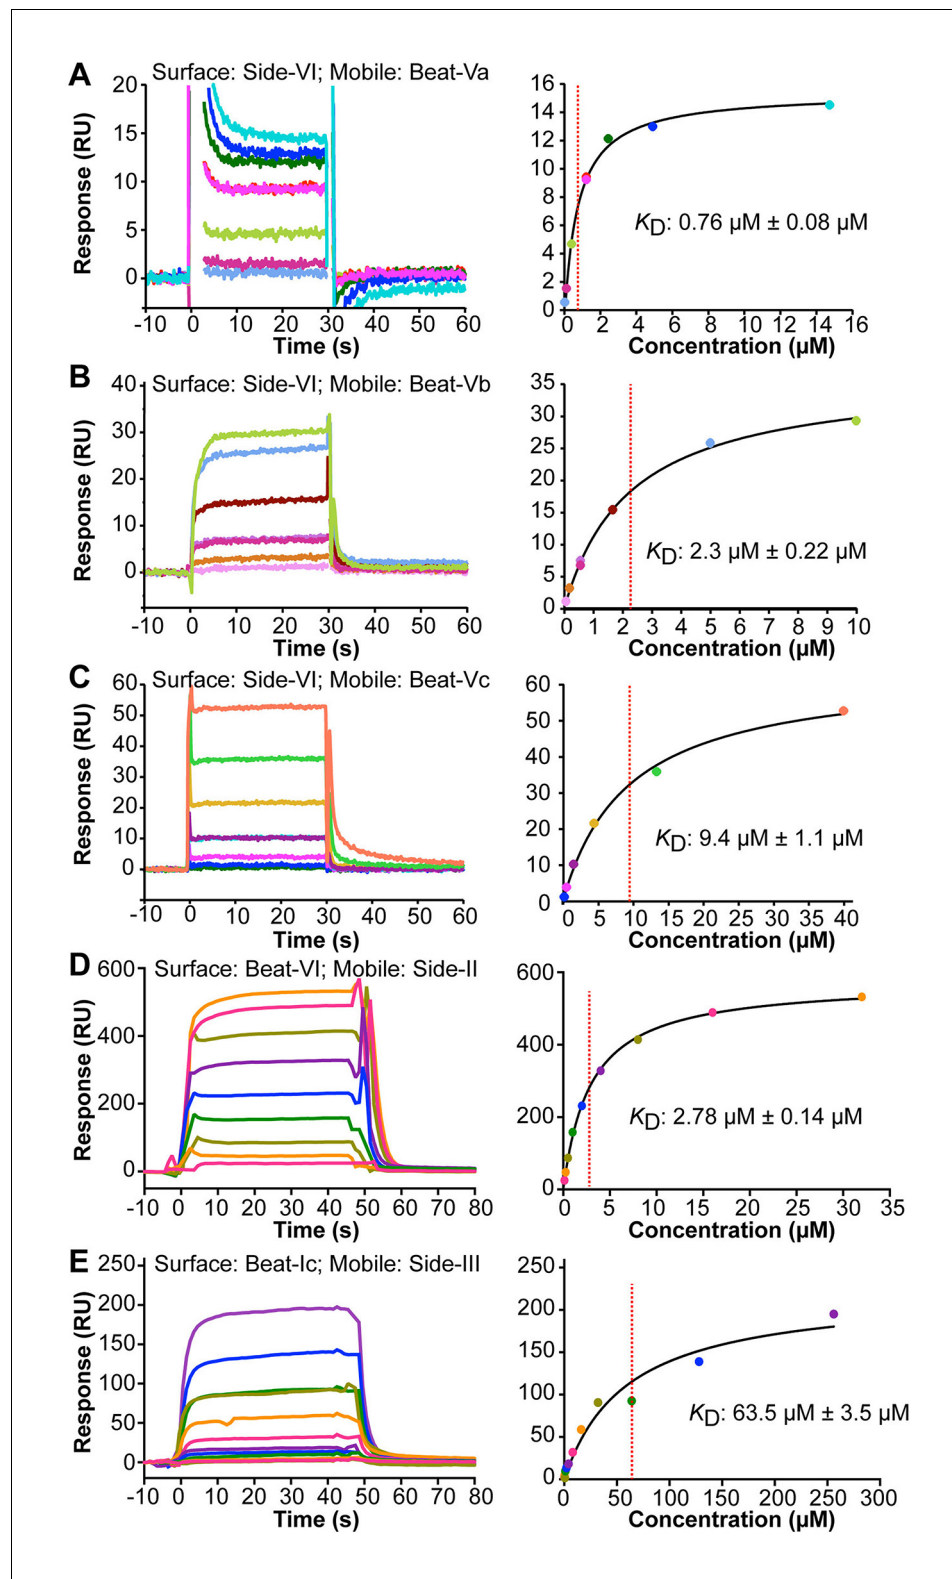 A
Surface: Side-VI; Mobile: Beat-Va
Response (RU)
20
15
10
5
0
-10 0 10 20 30 40 50 60
Time (s)
16
14
12
10
8
6
4
2
0
KD: 0.76 µM ± 0.08 µM
0 2 4 6 8 10 12 14 16
Concentration (µM)
B
Surface: Side-VI; Mobile: Beat-Vb
Response (RU)
40
30
20
10
0
-10 0 10 20 30 40 50 60
Time (s)
35
30
25
20
15
10
5
0
KD: 2.3 µM ± 0.22 µM
0 1 2 3 4 5 6 7 8 9 10
Concentration (µM)
C
Surface: Side-VI; Mobile: Beat-Vc
Response (RU)
60
50
40
30
20
10
0
-10 0 10 20 30 40 50 60
Time (s)
60
50
40
30
20
10
0
KD: 9.4 µM ± 1.1 µM
0 5 10 15 20 25 30 35 40
Concentration (µM)
D
Surface: Beat-VI; Mobile: Side-II
Response (RU)
600
400
200
0
-10 0 10 20 30 40 50 60 70 80
Time (s)
600
400
200
0
KD: 2.78 µM ± 0.14 µM
0 5 10 15 20 25 30 35
Concentration (µM)
E
Surface: Beat-Ic; Mobile: Side-III
Response (RU)
250
200
150
100
50
0
-10 0 10 20 30 40 50 60 70 80
Time (s)
250
200
150
100
50
0
KD: 63.5 µM ± 3.5 µM
0 50 100 150 200 250 300
Concentration (µM)